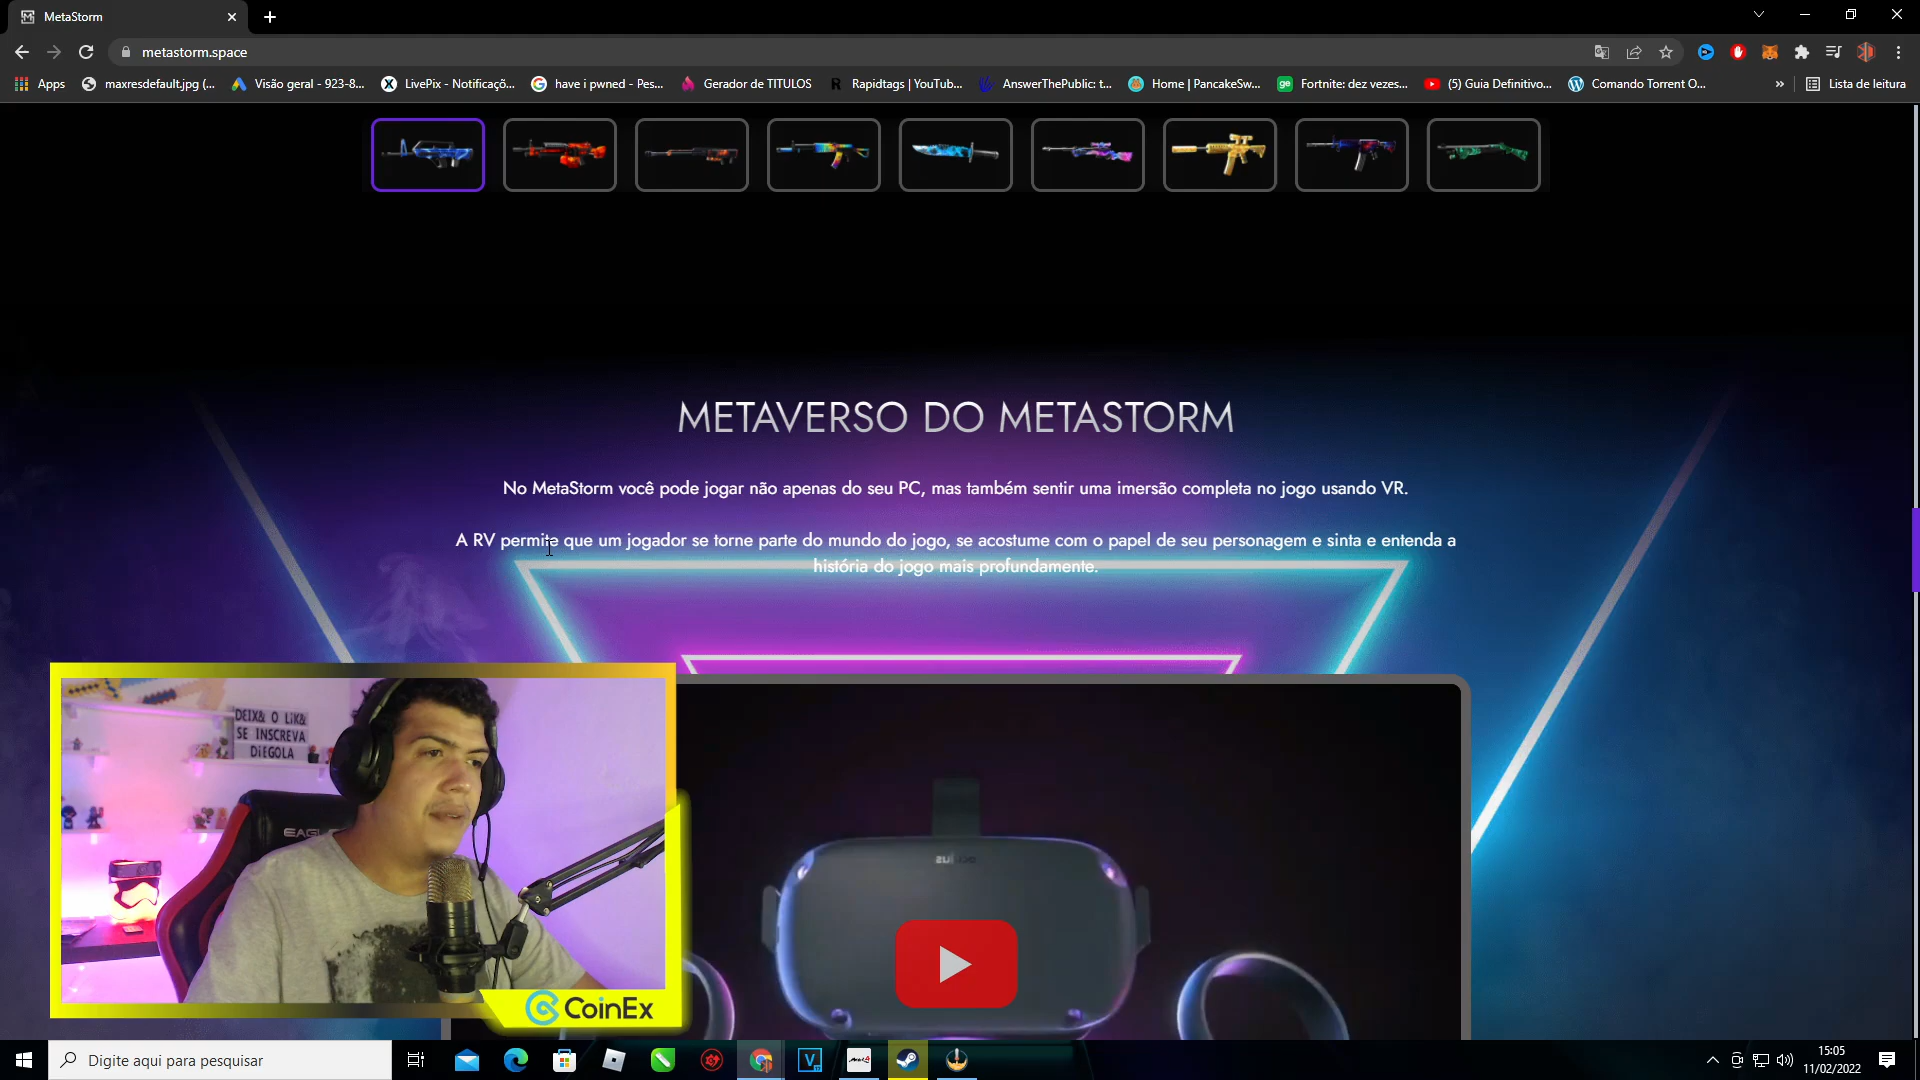 MetaStorm
metastorm.space
Apps
maxresdefault.jpg (...
Visão geral - 923-8...
LivePix - Notificaçõ...
have i pwned - Pes...
Gerador de TITULOS
Rapidtags | YouTub...
AnswerThePublic: t...
Home | PancakeSw...
Fortnite: dez vezes...
(5) Guia Definitivo...
Comando Torrent O...
»
Lista de leitura
METAVERSO DO METASTORM
No MetaStorm você pode jogar não apenas do seu PC, mas também sentir uma imersão completa no jogo usando VR.
A RV permite que um jogador se torne parte do mundo do jogo, se acostume com o papel de seu personagem e sinta e entenda a
história do jogo mais profundamente.
DEIX& O LiK&
SE INSCREVA
DiEGOLA
CoinEx
Digite aqui para pesquisar
15:05
11/02/2022